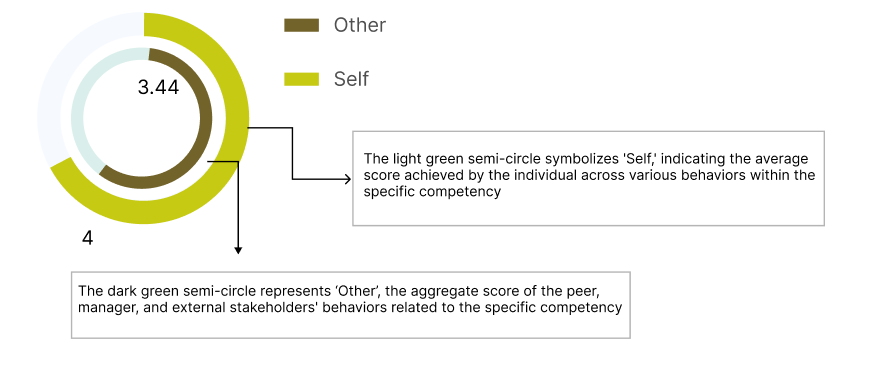 Other
3.44
Self
The light green semi-circle symbolizes 'Self,' indicating the average
score achieved by the individual across various behaviors within the
specific competency
4
The dark green semi-circle represents ‘Other’, the aggregate score of the peer,
manager, and external stakeholders' behaviors related to the specific competency